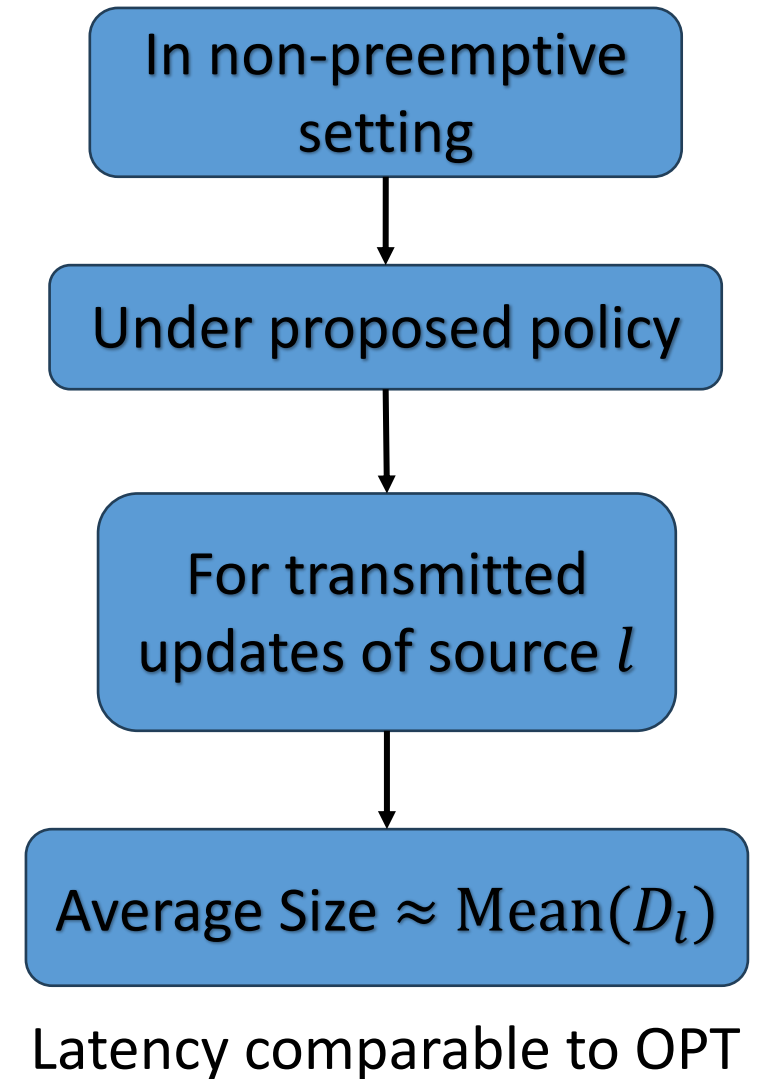 In non-preemptive
setting
Under proposed policy
For transmitted
updates of source l
Average Size ≈ Mean(D_l)
Latency comparable to OPT